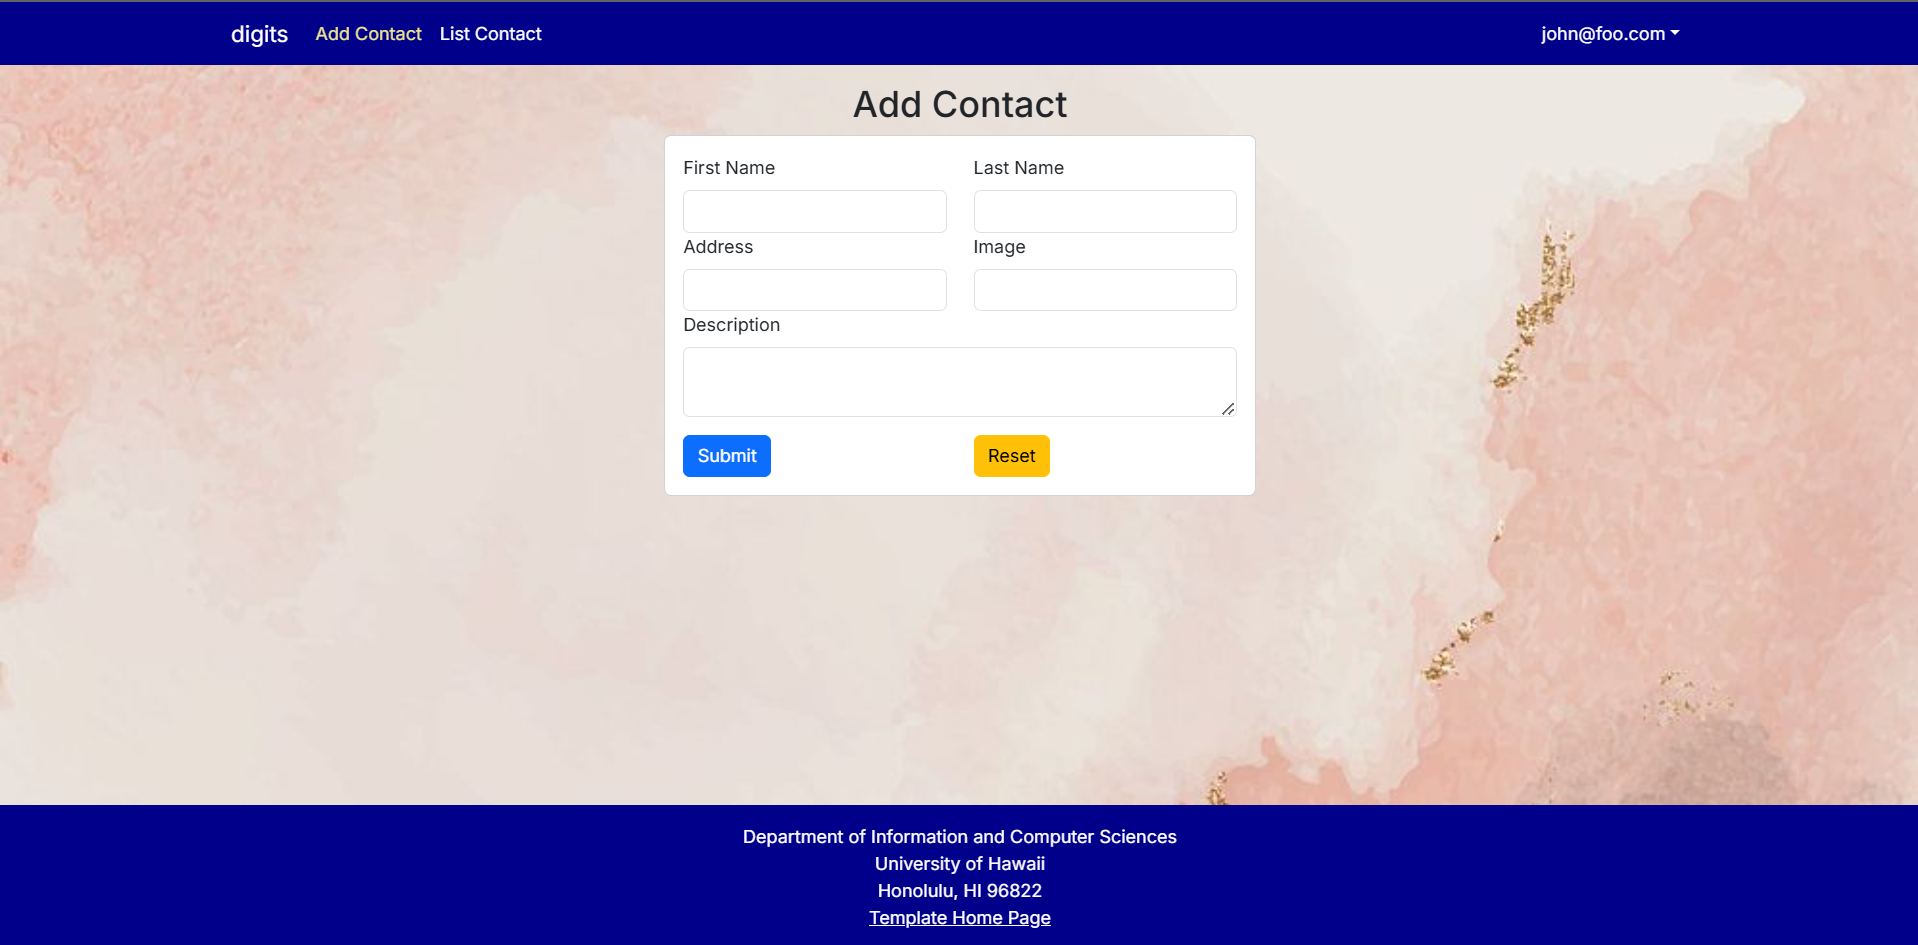 digits Add Contact List Contact john@foo.com
Add Contact
First Name Last Name
Address Image
Description
Submit Reset
Department of Information and Computer Sciences
University of Hawaii
Honolulu, HI 96822
Template Home Page